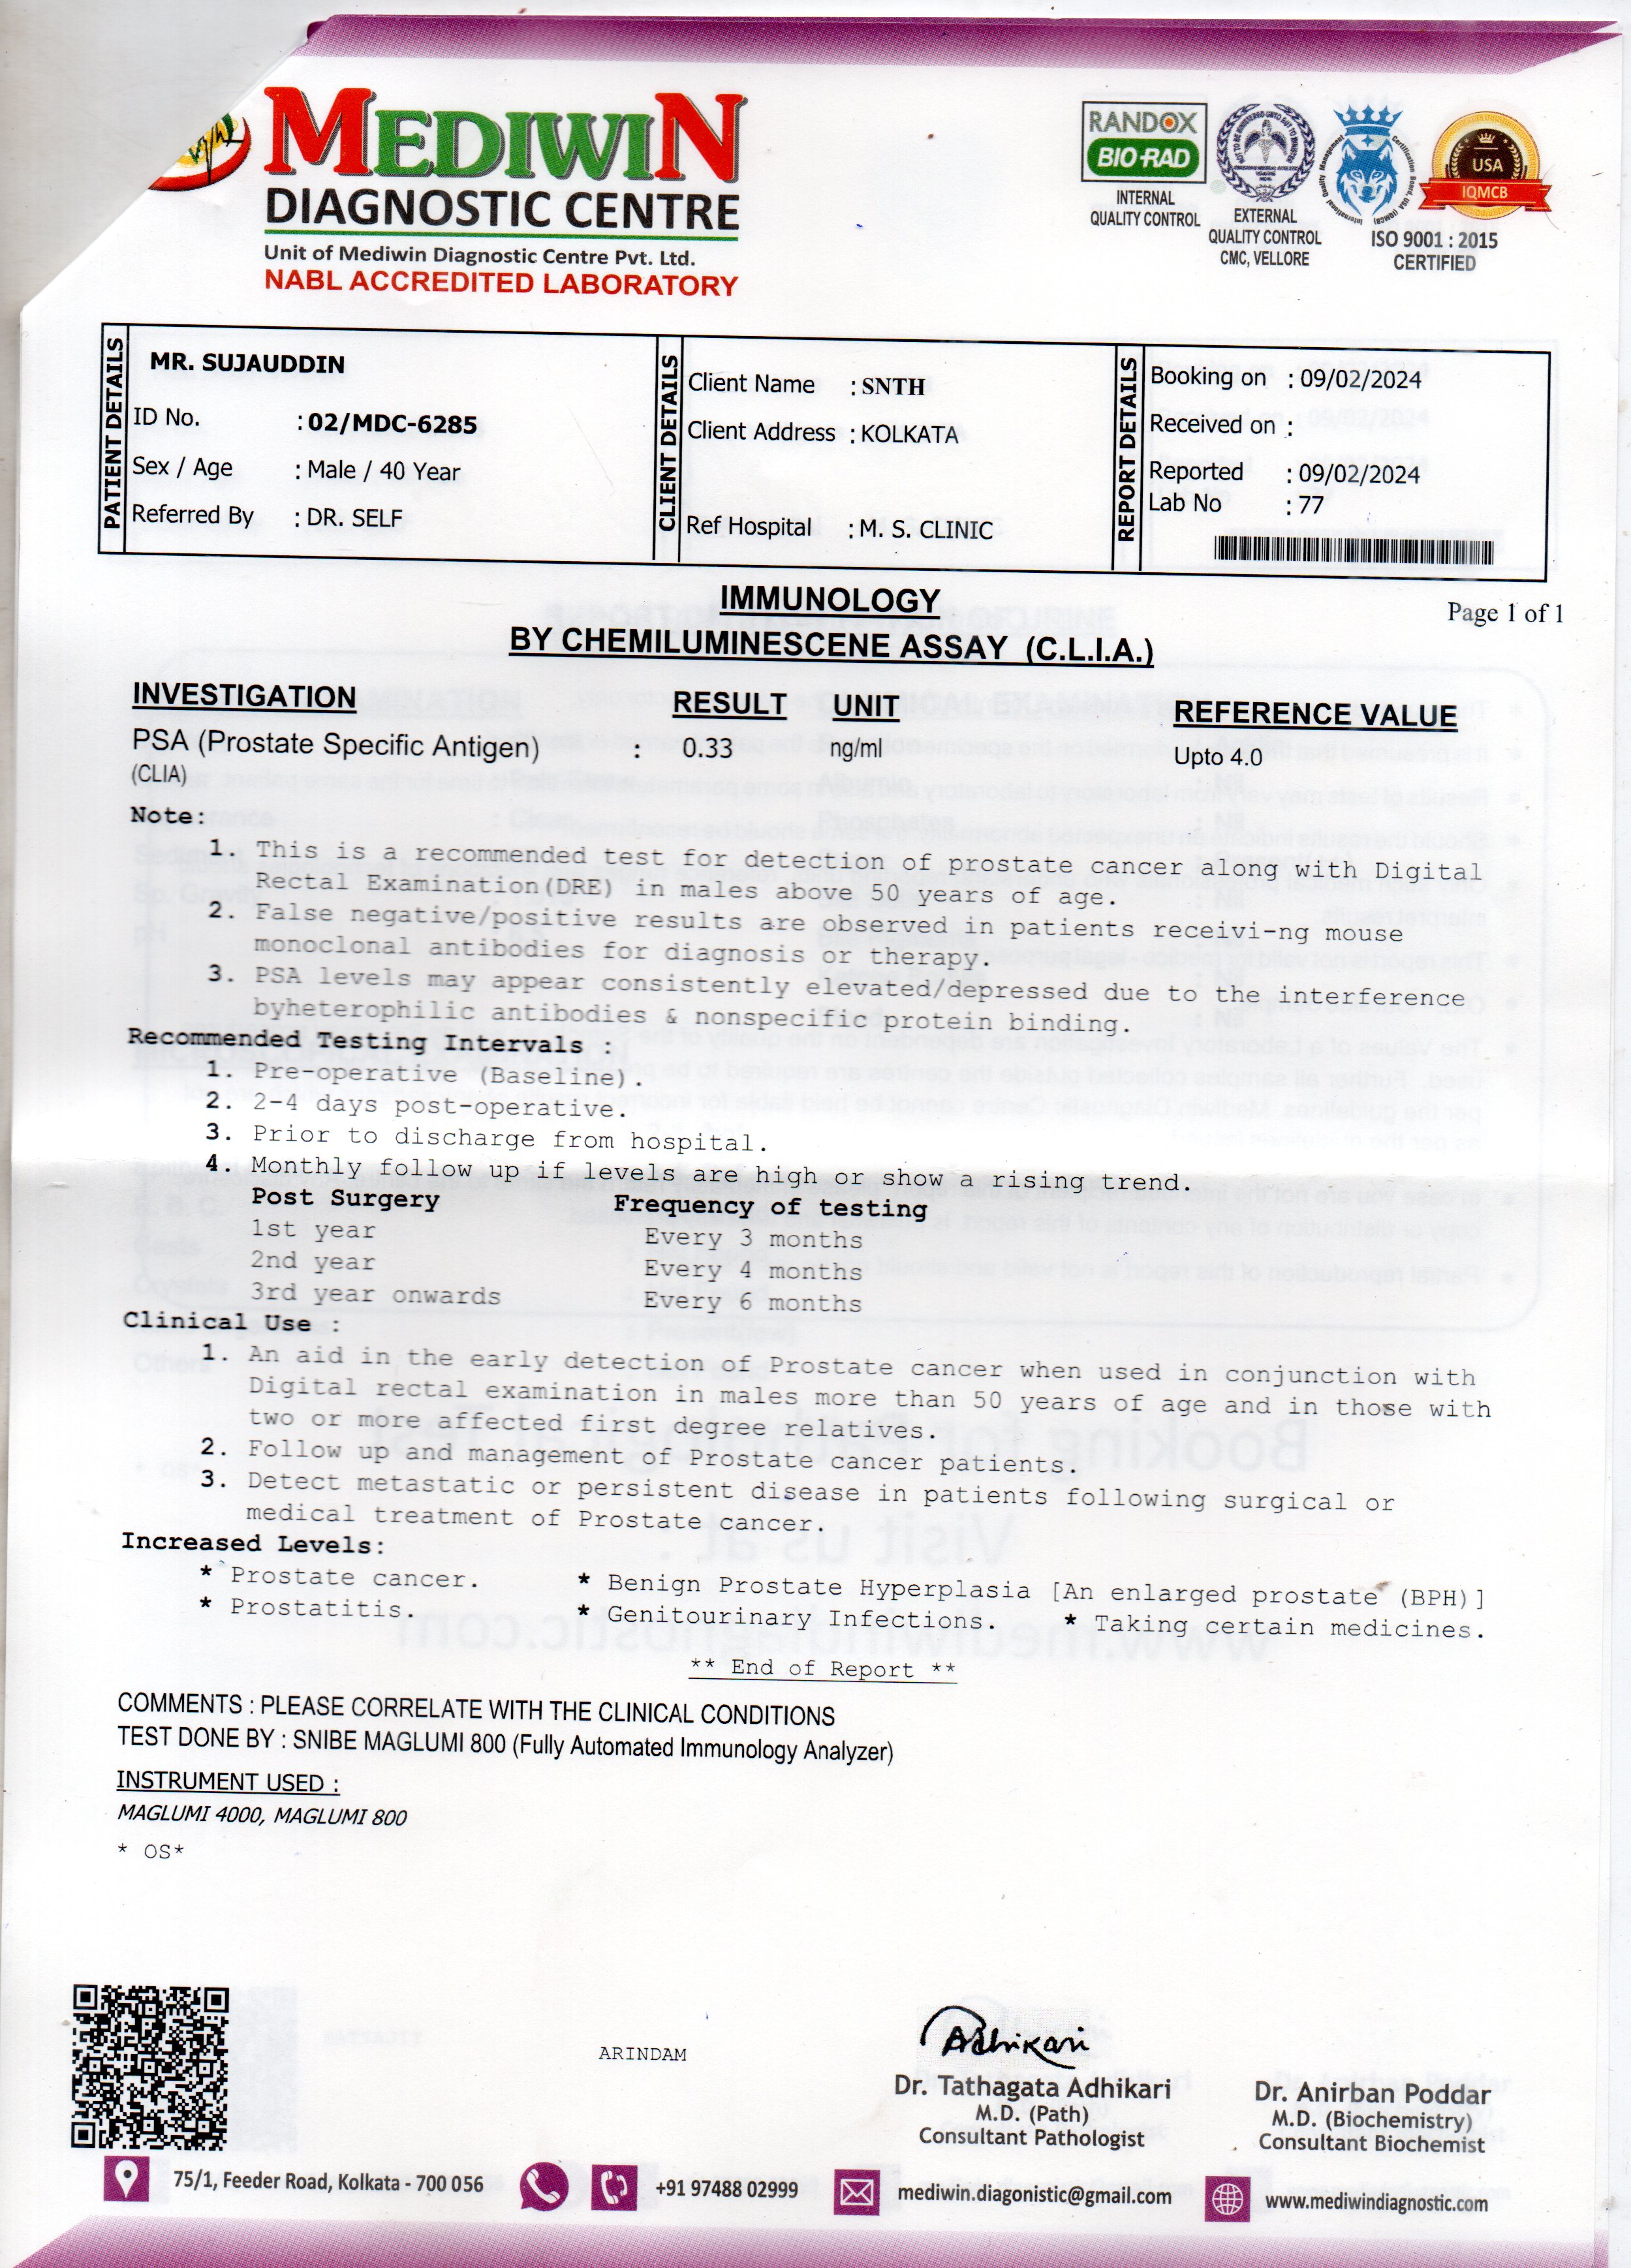 MEDIWIN
DIAGNOSTIC CENTRE
Unit of Mediwin Diagnostic Centre Pvt. Ltd.
NABL ACCREDITED LABORATORY
RANDOX
BIO-RAD
INTERNAL
QUALITY CONTROL
EXTERNAL
QUALITY CONTROL
CMC, VELLORE
USA
IQMCB
ISO 9001 : 2015
CERTIFIED
PATIENT DETAILS
MR. SUJAUDDIN
ID No. : 02/MDC-6285
Sex / Age : Male / 40 Year
Referred By : DR. SELF
CLIENT DETAILS
Client Name : SNTH
Client Address : KOLKATA
Ref Hospital : M. S. CLINIC
REPORT DETAILS
Booking on : 09/02/2024
Received on :
Reported : 09/02/2024
Lab No : 77
IMMUNOLOGY
Page 1 of 1
BY CHEMILUMINESCENE ASSAY (C.L.I.A.)
INVESTIGATION RESULT UNIT REFERENCE VALUE
PSA (Prostate Specific Antigen) : 0.33 ng/ml Upto 4.0
(CLIA)
Note:
1. This is a recommended test for detection of prostate cancer along with Digital
Rectal Examination(DRE) in males above 50 years of age.
2. False negative/positive results are observed in patients receivi-ng mouse
monoclonal antibodies for diagnosis or therapy.
3. PSA levels may appear consistently elevated/depressed due to the interference
byheterophilic antibodies & nonspecific protein binding.
Recommended Testing Intervals :
1. Pre-operative (Baseline).
2. 2-4 days post-operative.
3. Prior to discharge from hospital.
4. Monthly follow up if levels are high or show a rising trend.
Post Surgery Frequency of testing
1st year Every 3 months
2nd year Every 4 months
3rd year onwards Every 6 months
Clinical Use :
1. An aid in the early detection of Prostate cancer when used in conjunction with
Digital rectal examination in males more than 50 years of age and in those with
two or more affected first degree relatives.
2. Follow up and management of Prostate cancer patients.
3. Detect metastatic or persistent disease in patients following surgical or
medical treatment of Prostate cancer.
Increased Levels:
* Prostate cancer. * Benign Prostate Hyperplasia [An enlarged prostate (BPH)]
* Prostatitis. * Genitourinary Infections. * Taking certain medicines.
** End of Report **
COMMENTS : PLEASE CORRELATE WITH THE CLINICAL CONDITIONS
TEST DONE BY : SNIBE MAGLUMI 800 (Fully Automated Immunology Analyzer)
INSTRUMENT USED :
MAGLUMI 4000, MAGLUMI 800
* OS*
ARINDAM
Adhikari
Dr. Tathagata Adhikari
M.D. (Path)
Consultant Pathologist
Dr. Anirban Poddar
M.D. (Biochemistry)
Consultant Biochemist
75/1, Feeder Road, Kolkata - 700 056
+91 97488 02999
mediwin.diagonistic@gmail.com
www.mediwindiagnostic.com